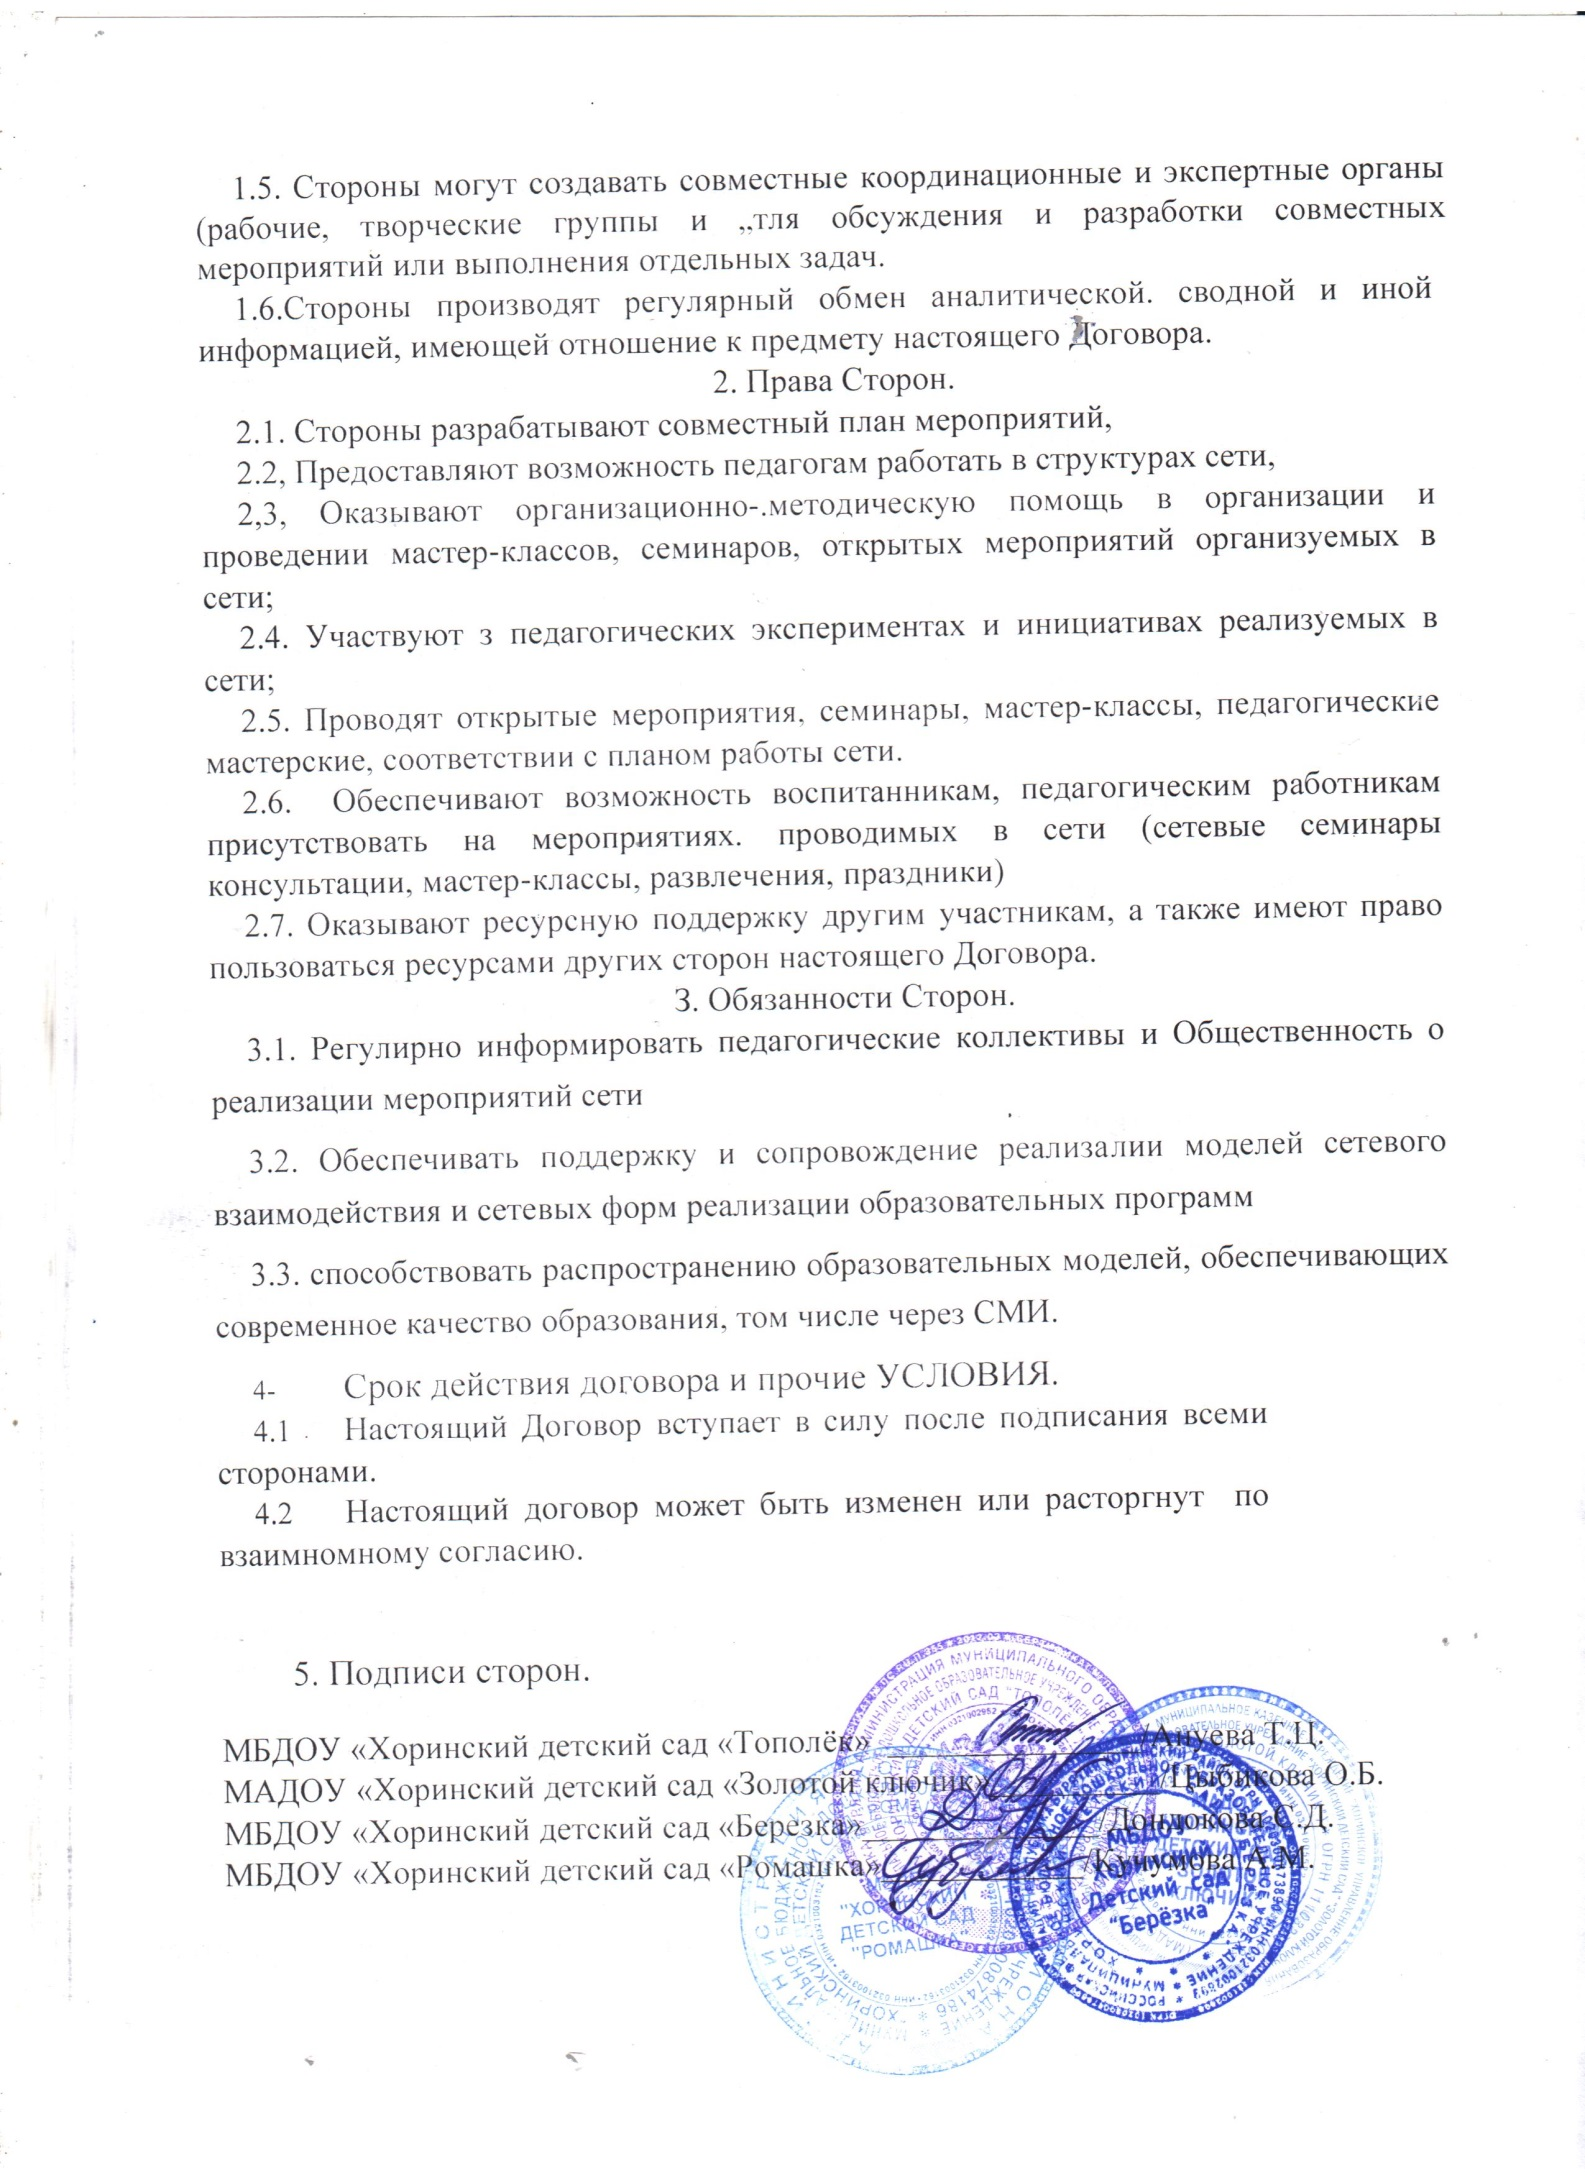 1.5. Стороны могут создавать совместные координационные и экспертные органы
(рабочие, творческие группы и „тля обсуждения и разработки совместных
мероприятий или выполнения отдельных задач.
1.6.Стороны производят регулярный обмен аналитической. сводной и иной
информацией, имеющей отношение к предмету настоящего Договора.
2. Права Сторон.
2.1. Стороны разрабатывают совместный план мероприятий,
2.2, Предоставляют возможность педагогам работать в структурах сети,
2,3, Оказывают организационно-.методическую помощь в организации и
проведении мастер-классов, семинаров, открытых мероприятий организуемых в
сети;
2.4. Участвуют з педагогических экспериментах и инициативах реализуемых в
сети;
2.5. Проводят открытые мероприятия, семинары, мастер-классы, педагогические
мастерские, соответствии с планом работы сети.
2.6. Обеспечивают возможность воспитанникам, педагогическим работникам
присутствовать на мероприятиях. проводимых в сети (сетевые семинары
консультации, мастер-классы, развлечения, праздники)
2.7. Оказывают ресурсную поддержку другим участникам, а также имеют право
пользоваться ресурсами других сторон настоящего Договора.
З. Обязанности Сторон.
3.1. Регулирно информировать педагогические коллективы и Общественность о
реализации мероприятий сети
3.2. Обеспечивать поддержку и сопровождение реализалии моделей сетевого
взаимодействия и сетевых форм реализации образовательных программ
3.3. способствовать распространению образовательных моделей, обеспечивающих
современное качество образования, том числе через СМИ.
4- Срок действия договора и прочие УСЛОВИЯ.
4.1 . Настоящий Договор вступает в силу после подписания всеми
сторонами.
4.2 Настоящий договор может быть изменен или расторгнут по
взаимномному согласию.
5. Подписи сторон.
МБДОУ «Хоринский детский сад «Тополёк» /Ануева Т.Ц.
МАДОУ «Хоринский детский сад «Золотой ключик» /Цыбикова О.Б.
МБДОУ «Хоринский детский сад «Березка» /Дондокова С.Д.
МБДОУ «Хоринский детский сад «Ромашка» /Кунумова А.М.
МБДОУ
"Хоринский
Детский сад
"Берёзка"
"ХОРИНСКИЙ
ДЕТСКИЙ САД
"РОМАШКА"